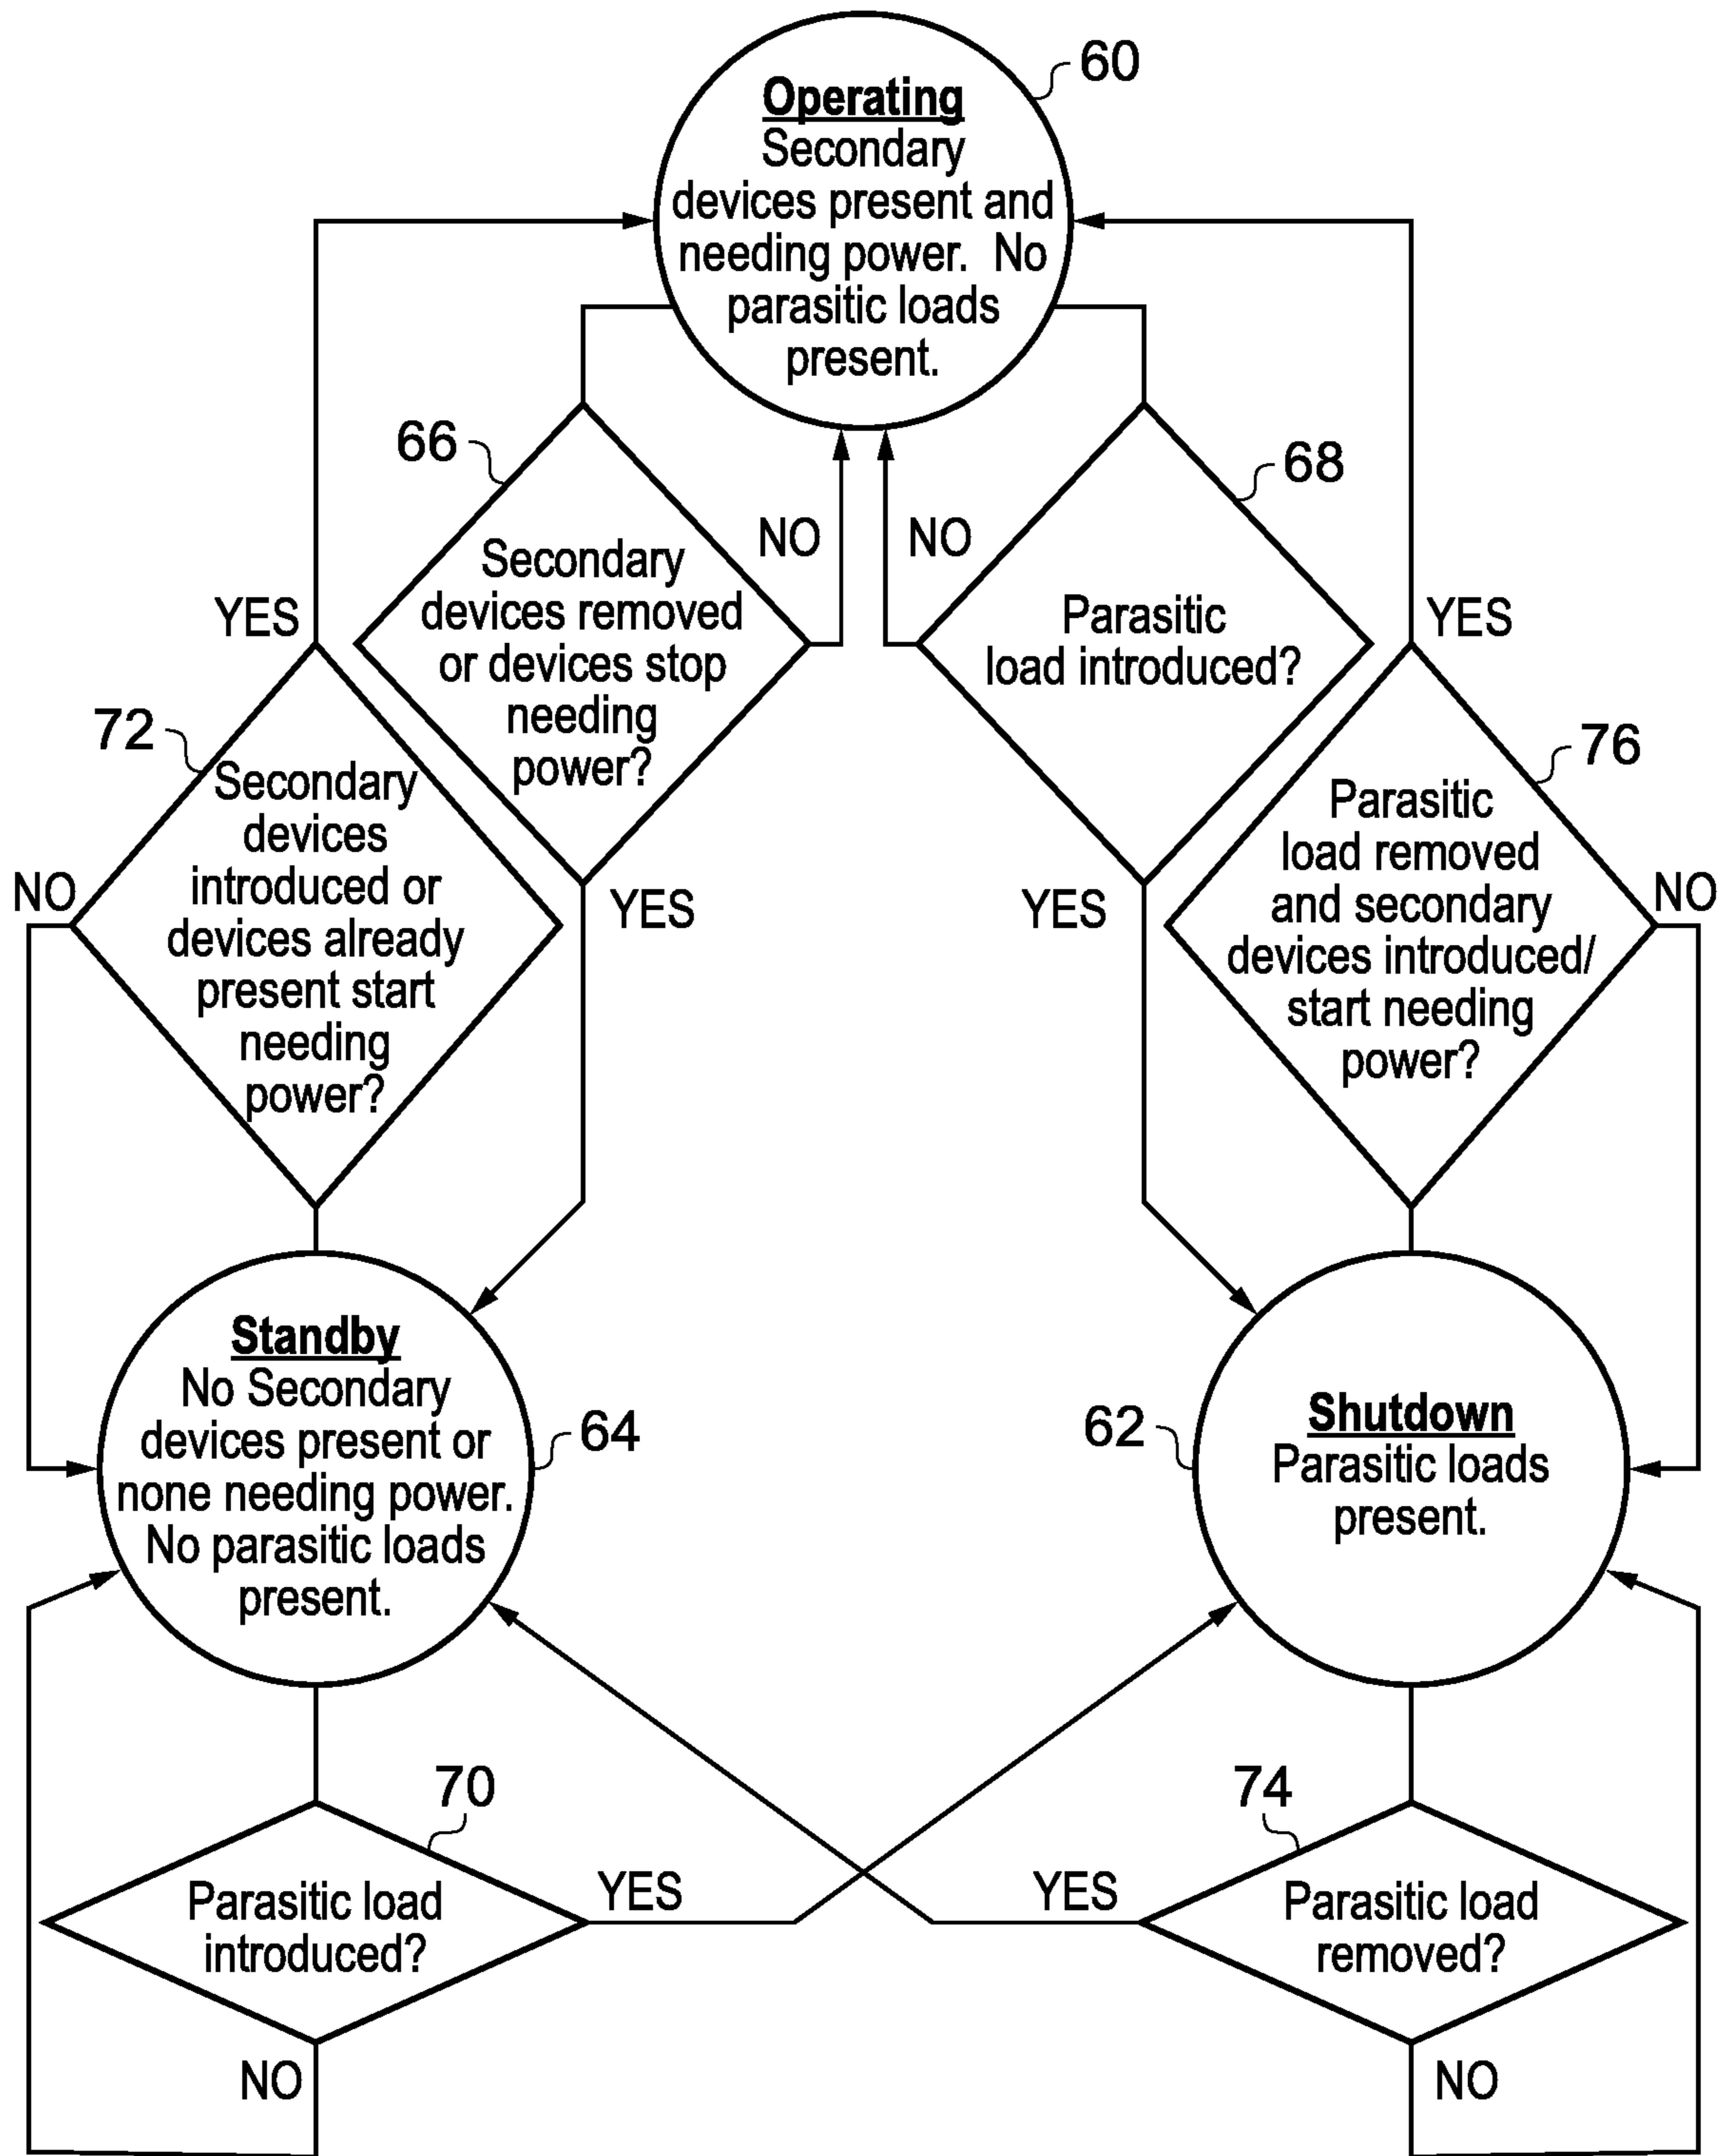 60
Operating
Secondary
devices present and
needing power. No
parasitic loads
present.
66
68
NO
NO
Secondary
devices removed
or devices stop
needing
power?
Parasitic
load introduced?
YES
YES
72
76
Secondary
devices
introduced or
devices already
present start
needing
power?
Parasitic
load removed
and secondary
devices introduced/
start needing
power?
NO
YES
YES
NO
Standby
No Secondary
devices present or
none needing power.
No parasitic loads
present.
64
62
Shutdown
Parasitic loads
present.
70
74
Parasitic load
introduced?
YES
YES
Parasitic load
removed?
NO
NO